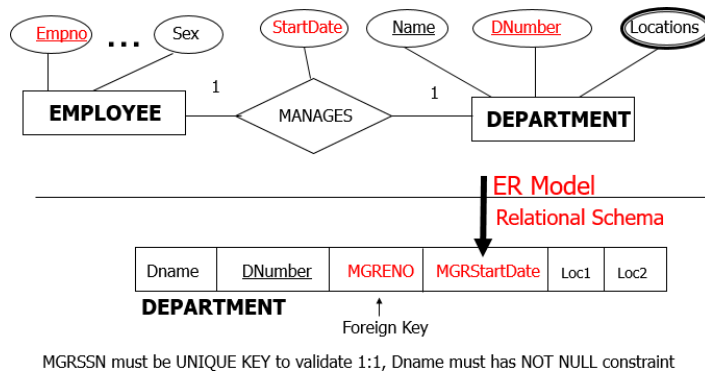 Empno ... Sex StartDate Name DNumber Locations
1 1
EMPLOYEE MANAGES DEPARTMENT
ER Model
Relational Schema
Dname DNumber MGRENO MGRStartDate Loc1 Loc2
DEPARTMENT
Foreign Key
MGRSSN must be UNIQUE KEY to validate 1:1, Dname must has NOT NULL constraint